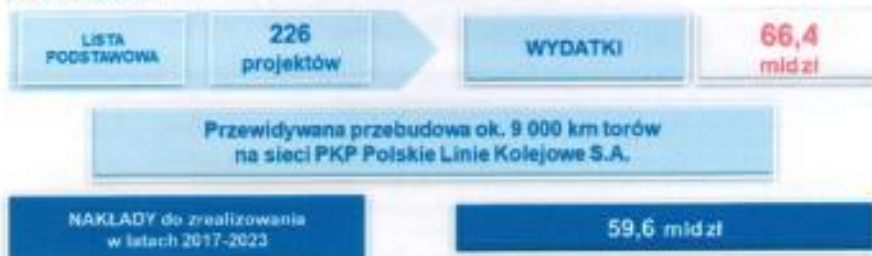 LISTA
PODSTAWOWA
226
projektów
WYDATKI
66,4
mld zł
Przewidywana przebudowa ok. 9 000 km torów
na sieci PKP Polskie Linie Kolejowe S.A.
NAKŁADY do zrealizowania
w latach 2017-2023
59,6 mld zł